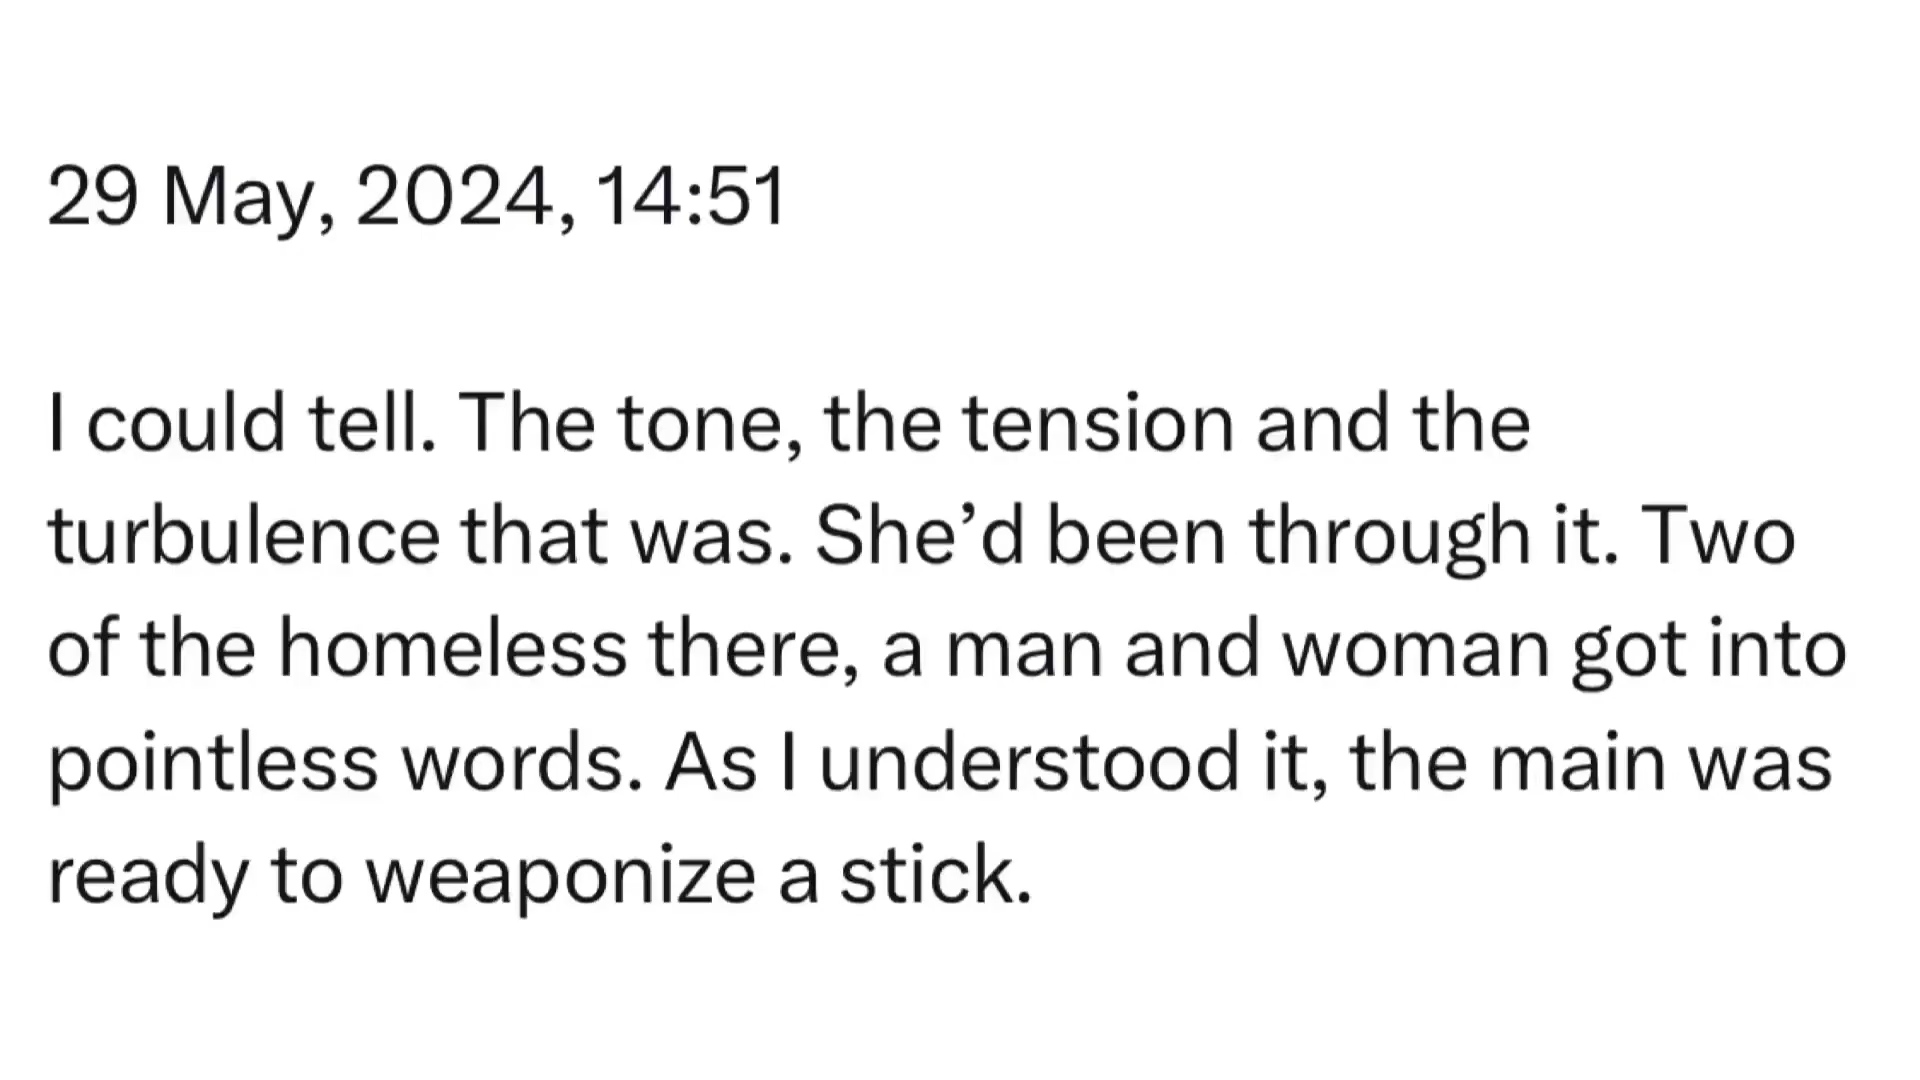 29 May, 2024, 14:51
I could tell. The tone, the tension and the
turbulence that was. She’d been through it. Two
of the homeless there, a man and woman got into
pointless words. As I understood it, the main was
ready to weaponize a stick.